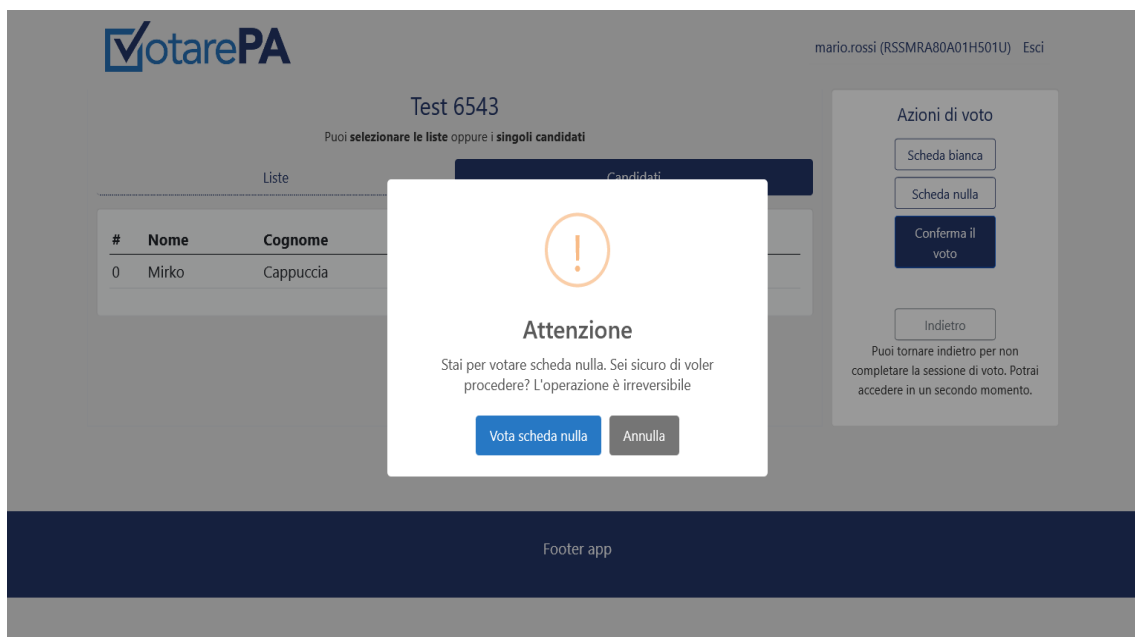 VotarePA
mario.rossi (RSSMRA80A01H501U) Esci
Test 6543
Puoi selezionare le liste oppure i singoli candidati
Liste
Candidati
# Nome Cognome
0 Mirko Cappuccia
!
Attenzione
Stai per votare scheda nulla. Sei sicuro di voler
procedere? L'operazione è irreversibile
Vota scheda nulla Annulla
Azioni di voto
Scheda bianca
Scheda nulla
Conferma il
voto
Indietro
Puoi tornare indietro per non
completare la sessione di voto. Potrai
accedere in un secondo momento.
Footer app